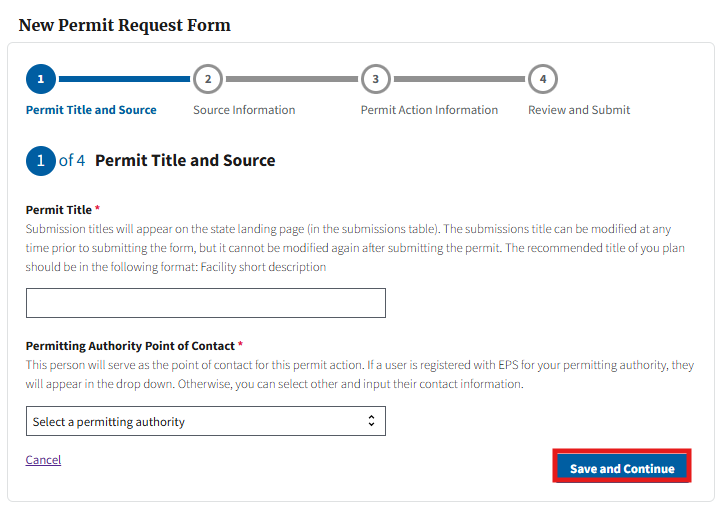 New Permit Request Form
1 2 3 4
Permit Title and Source Source Information Permit Action Information Review and Submit
1 of 4 Permit Title and Source
Permit Title *
Submission titles will appear on the state landing page (in the submissions table). The submissions title can be modified at any
time prior to submitting the form, but it cannot be modified again after submitting the permit. The recommended title of you plan
should be in the following format: Facility short description
Permitting Authority Point of Contact *
This person will serve as the point of contact for this permit action. If a user is registered with EPS for your permitting authority, they
will appear in the drop down. Otherwise, you can select other and input their contact information.
Select a permitting authority
Cancel
Save and Continue